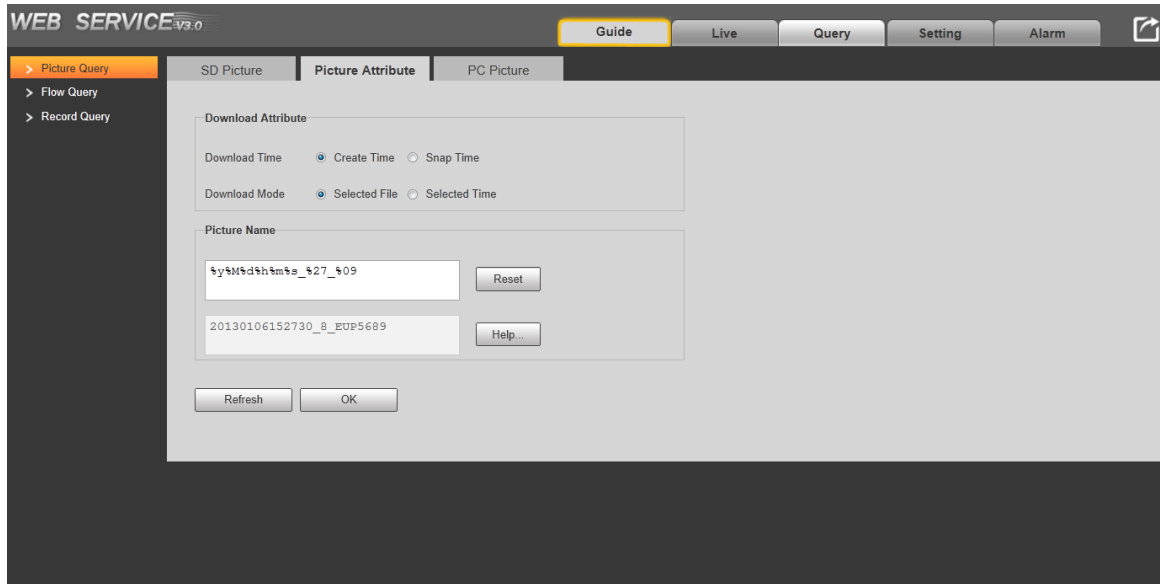 WEB SERVICE V3.0
Guide Live Query Setting Alarm
> Picture Query
> Flow Query
> Record Query
SD Picture Picture Attribute PC Picture
Download Attribute
Download Time Create Time Snap Time
Download Mode Selected File Selected Time
Picture Name
%y%M%d%h%m%s_%27_%09
Reset
20130106152730_8_EUP5689
Help...
Refresh OK